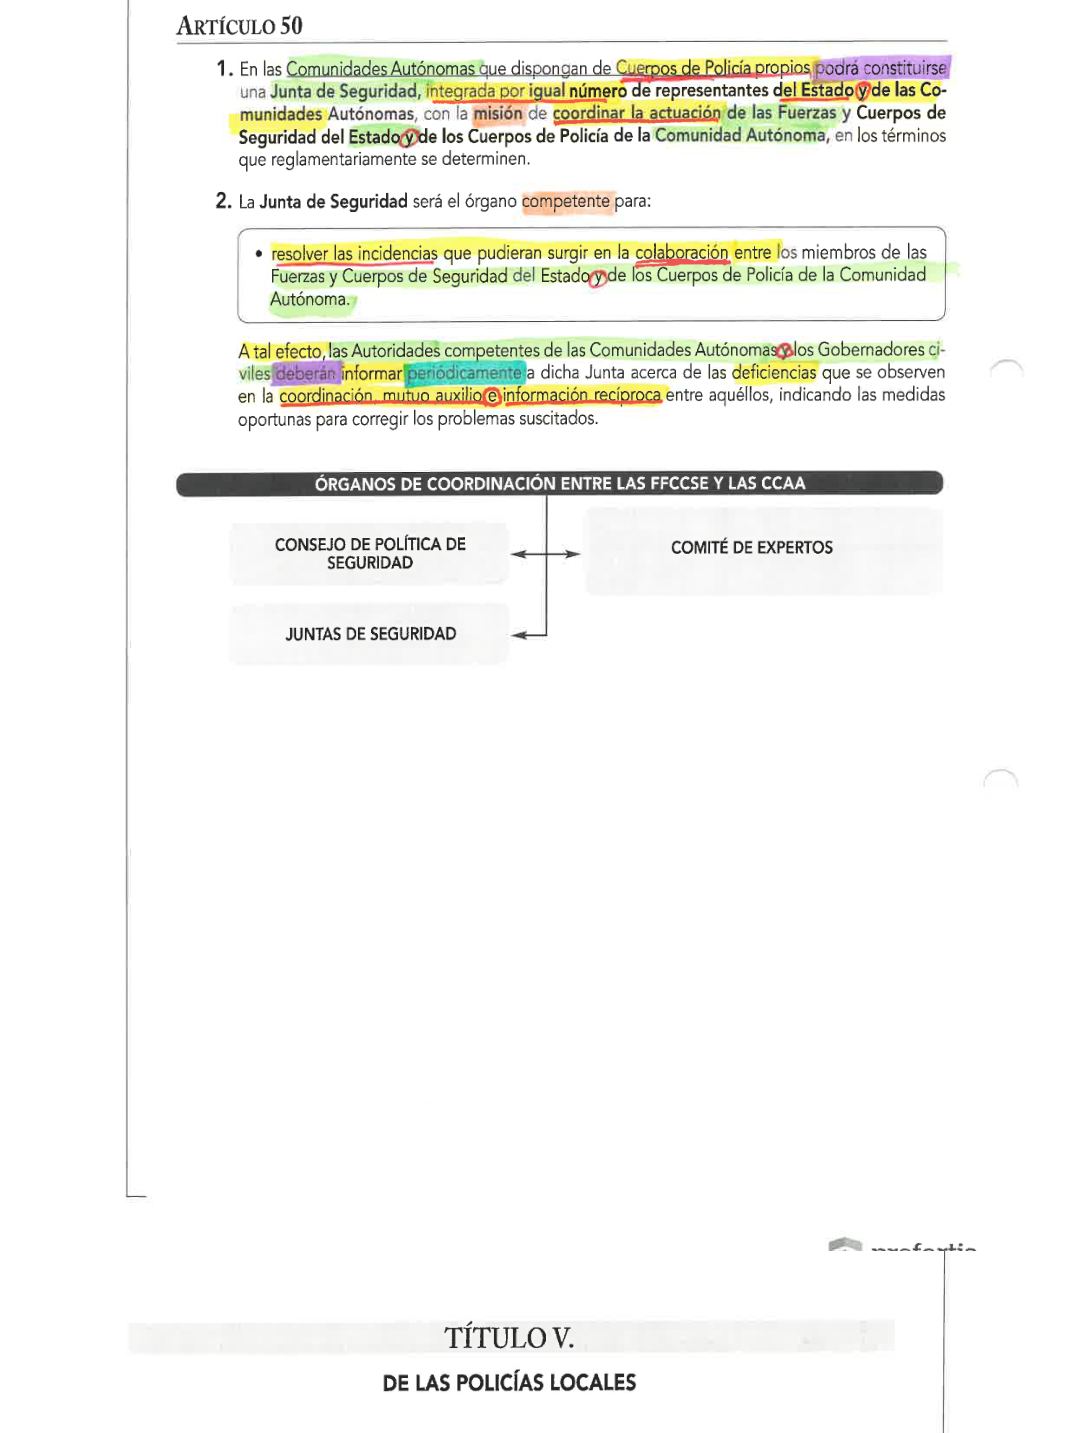 ARTÍCULO 50
1. En las Comunidades Autónomas que dispongan de Cuerpos de Policía propios podrá constituirse
una Junta de Seguridad, integrada por igual número de representantes del Estado y de las Co-
munidades Autónomas, con la misión de coordinar la actuación de las Fuerzas y Cuerpos de
Seguridad del Estado y de los Cuerpos de Policía de la Comunidad Autónoma, en los términos
que reglamentariamente se determinen.
2. La Junta de Seguridad será el órgano competente para:
• resolver las incidencias que pudieran surgir en la colaboración entre los miembros de las
Fuerzas y Cuerpos de Seguridad del Estado y de los Cuerpos de Policía de la Comunidad
Autónoma.
A tal efecto, las Autoridades competentes de las Comunidades Autónomas y los Gobernadores ci-
viles deberán informar periódicamente a dicha Junta acerca de las deficiencias que se observen
en la coordinación, mutuo auxilio e información recíproca entre aquéllos, indicando las medidas
oportunas para corregir los problemas suscitados.
ÓRGANOS DE COORDINACIÓN ENTRE LAS FFCCSE Y LAS CCAA
CONSEJO DE POLÍTICA DE
SEGURIDAD
COMITÉ DE EXPERTOS
JUNTAS DE SEGURIDAD
TÍTULO V.
DE LAS POLICÍAS LOCALES